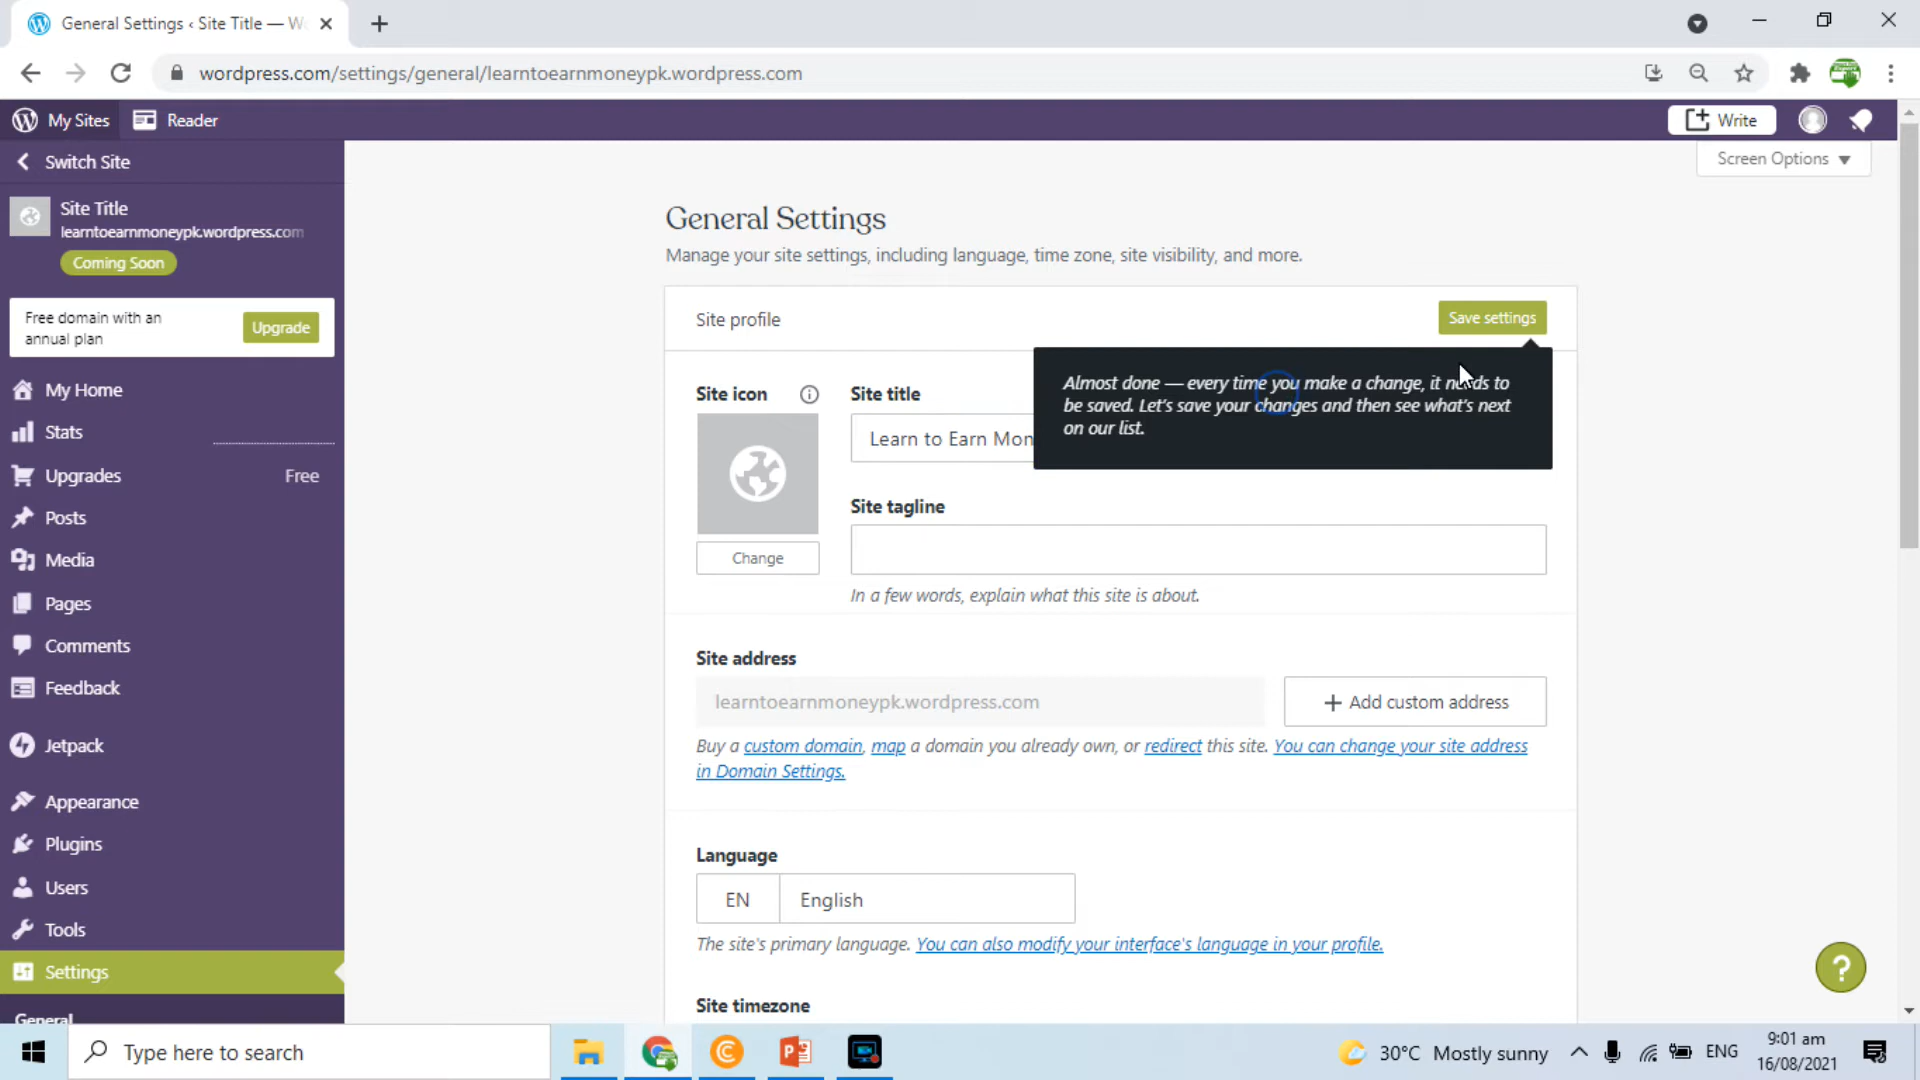 General Settings ‹ Site Title — W
wordpress.com/settings/general/learntoearnmoneypk.wordpress.com
My Sites
Reader
Write
Switch Site
Screen Options
Site Title
learntoearnmoneypk.wordpress.com
Coming Soon
Free domain with an
annual plan
Upgrade
My Home
Stats
Upgrades
Free
Posts
Media
Pages
Comments
Feedback
Jetpack
Appearance
Plugins
Users
Tools
Settings
General
General Settings
Manage your site settings, including language, time zone, site visibility, and more.
Site profile
Save settings
Almost done — every time you make a change, it needs to
be saved. Let's save your changes and then see what's next
on our list.
Site icon
Change
Site title
Learn to Earn Mon
Site tagline
In a few words, explain what this site is about.
Site address
learntoearnmoneypk.wordpress.com
Add custom address
Buy a custom domain, map a domain you already own, or redirect this site. You can change your site address
in Domain Settings.
Language
EN
English
The site's primary language. You can also modify your interface's language in your profile.
Site timezone
?
Type here to search
30°C Mostly sunny
ENG
9:01 am
16/08/2021